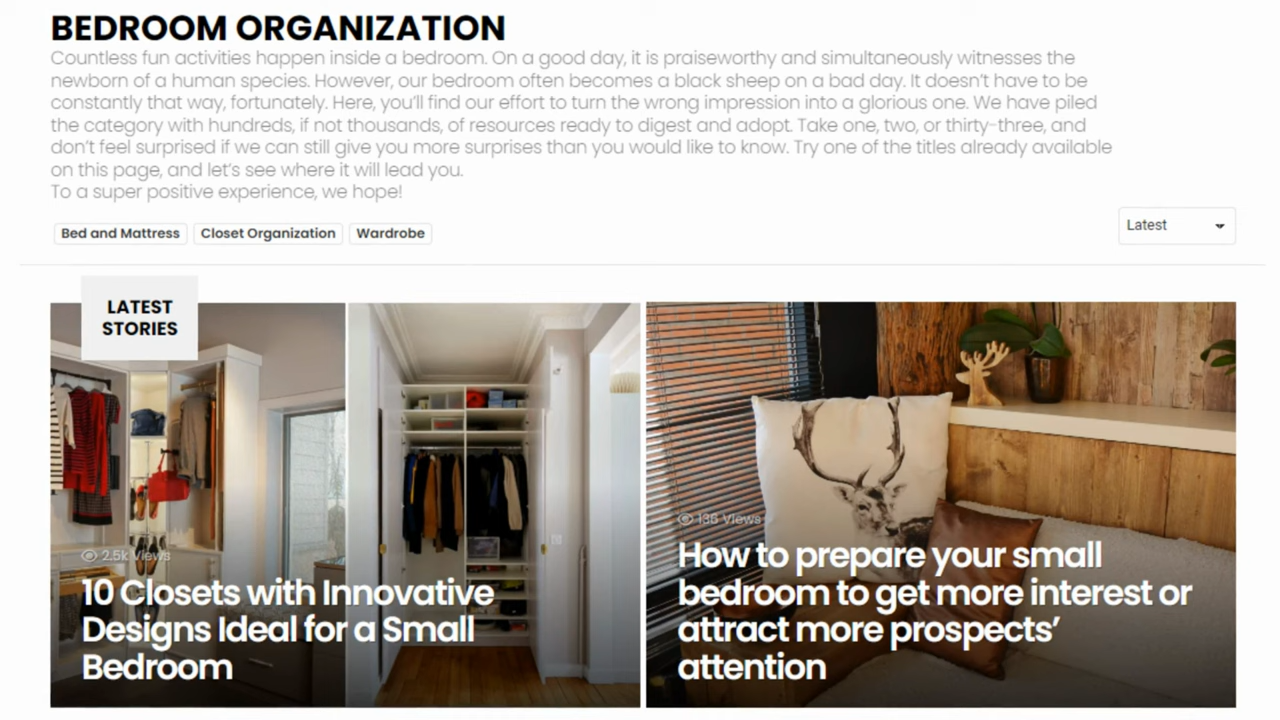 BEDROOM ORGANIZATION
Countless fun activities happen inside a bedroom. On a good day, it is praiseworthy and simultaneously witnesses the
newborn of a human species. However, our bedroom often becomes a black sheep on a bad day. It doesn't have to be
constantly that way, fortunately. Here, you'll find our effort to turn the wrong impression into a glorious one. We have piled
the category with hundreds, if not thousands, of resources ready to digest and adopt. Take one, two, or thirty-three, and
don't feel surprised if we can still give you more surprises than you would like to know. Try one of the titles already available
on this page, and let's see where it will lead you.
To a super positive experience, we hope!
Bed and Mattress Closet Organization Wardrobe
Latest
LATEST
STORIES
2.5k Views
10 Closets with Innovative
Designs Ideal for a Small
Bedroom
136 Views
How to prepare your small
bedroom to get more interest or
attract more prospects'
attention